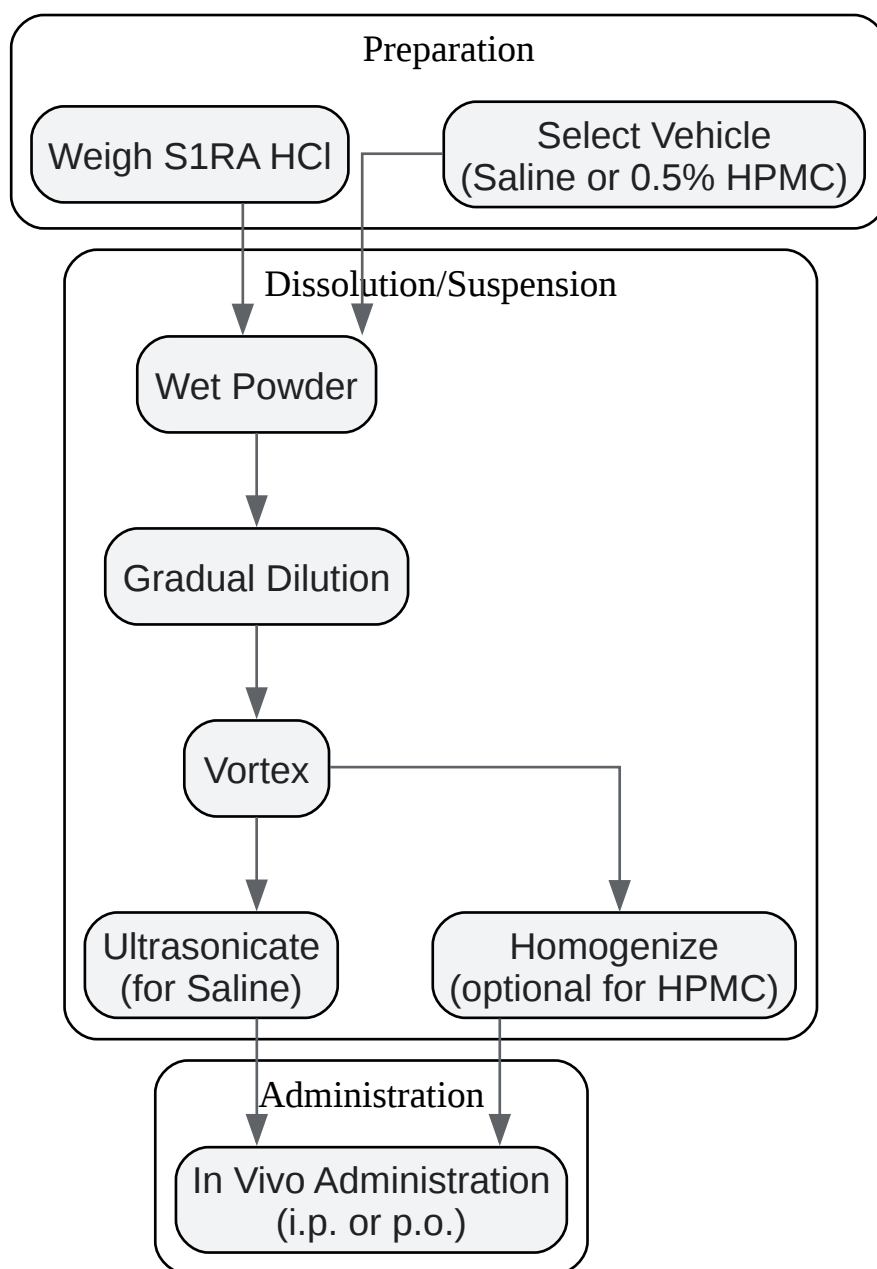 Preparation
Weigh S1RA HCl
Select Vehicle
(Saline or 0.5% HPMC)
Dissolution/Suspension
Wet Powder
Gradual Dilution
Vortex
Ultrasonicate
(for Saline)
Homogenize
(optional for HPMC)
Administration
In Vivo Administration
(i.p. or p.o.)